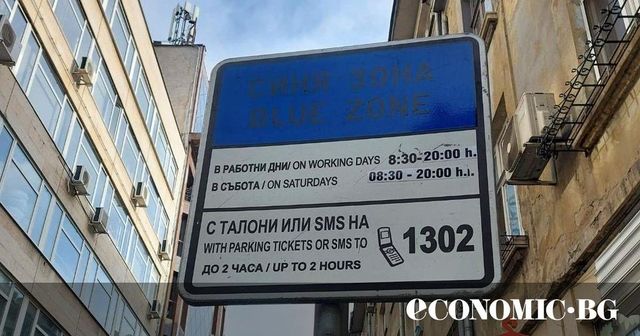 СИНЯ ЗОНА
BLUE ZONE
В РАБОТНИ ДНИ/ ON WORKING DAYS 8:30-20:00 h.
В СЪБОТА / ON SATURDAYS 08:30 - 20:00 h.
С ТАЛОНИ ИЛИ SMS НА
WITH PARKING TICKETS OR SMS TO 1302
ДО 2 ЧАСА / UP TO 2 HOURS
eCONOMIC.BG